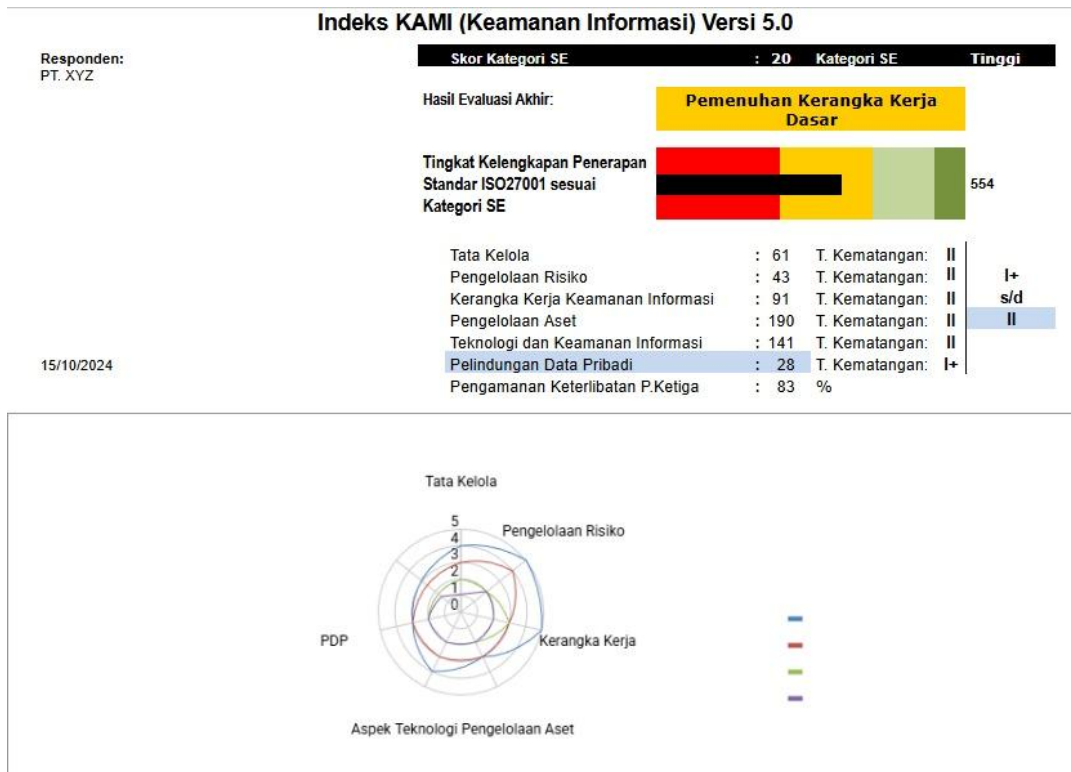 Indeks KAMI (Keamanan Informasi) Versi 5.0
Responden:
PT. XYZ
Skor Kategori SE : 20 Kategori SE Tinggi
Hasil Evaluasi Akhir: Pemenuhan Kerangka Kerja
Dasar
Tingkat Kelengkapan Penerapan
Standar ISO27001 sesuai
Kategori SE
554
Tata Kelola : 61 T. Kematangan: II
Pengelolaan Risiko : 43 T. Kematangan: II I+
Kerangka Kerja Keamanan Informasi : 91 T. Kematangan: II s/d
Pengelolaan Aset : 190 T. Kematangan: II II
Teknologi dan Keamanan Informasi : 141 T. Kematangan: II
15/10/2024 Pelindungan Data Pribadi : 28 T. Kematangan: I+
Pengamanan Keterlibatan P.Ketiga : 83 %
Tata Kelola
5
4
3
2
1
0
Pengelolaan Risiko
Kerangka Kerja
PDP
Aspek Teknologi Pengelolaan Aset